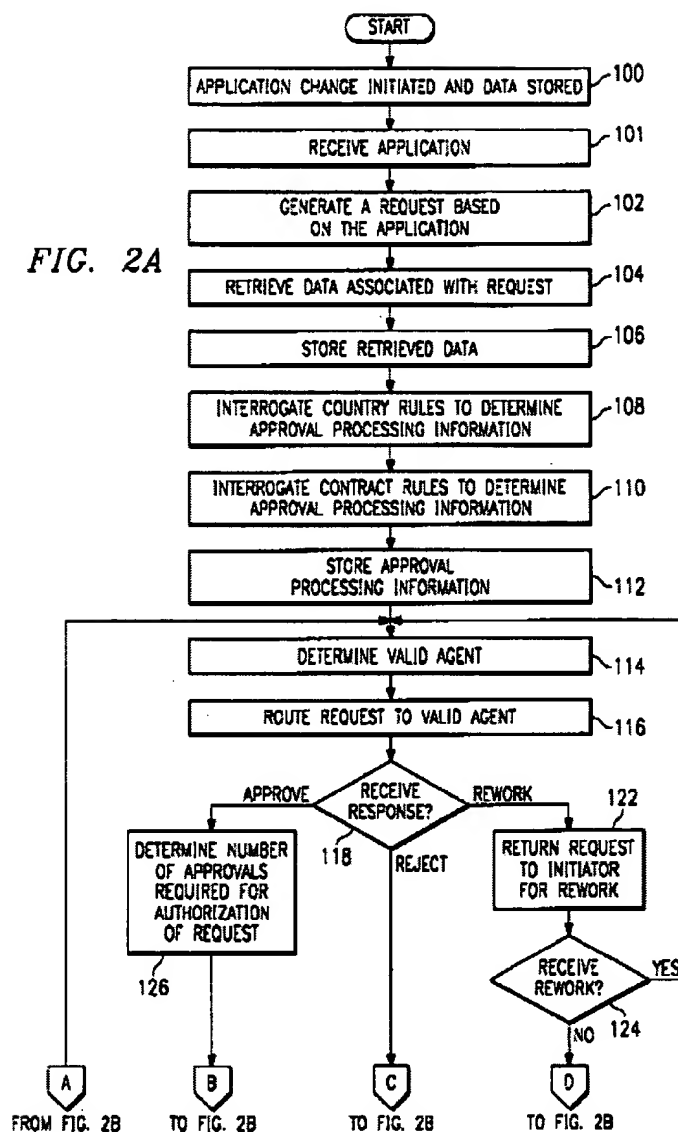 START
APPLICATION CHANGE INITIATED AND DATA STORED
100
RECEIVE APPLICATION
101
GENERATE A REQUEST BASED
ON THE APPLICATION
102
FIG. 2A
RETRIEVE DATA ASSOCIATED WITH REQUEST
104
STORE RETRIEVED DATA
106
INTERROGATE COUNTRY RULES TO DETERMINE
APPROVAL PROCESSING INFORMATION
108
INTERROGATE CONTRACT RULES TO DETERMINE
APPROVAL PROCESSING INFORMATION
110
STORE APPROVAL
PROCESSING INFORMATION
112
DETERMINE VALID AGENT
114
ROUTE REQUEST TO VALID AGENT
116
APPROVE
RECEIVE
RESPONSE?
118
REWORK
REJECT
122
RETURN REQUEST
TO INITIATOR
FOR REWORK
DETERMINE NUMBER
OF APPROVALS
REQUIRED FOR
AUTHORIZATION
OF REQUEST
126
RECEIVE
REWORK?
YES
124
NO
A
FROM FIG. 2B
B
TO FIG. 2B
C
TO FIG. 2B
D
TO FIG. 2B